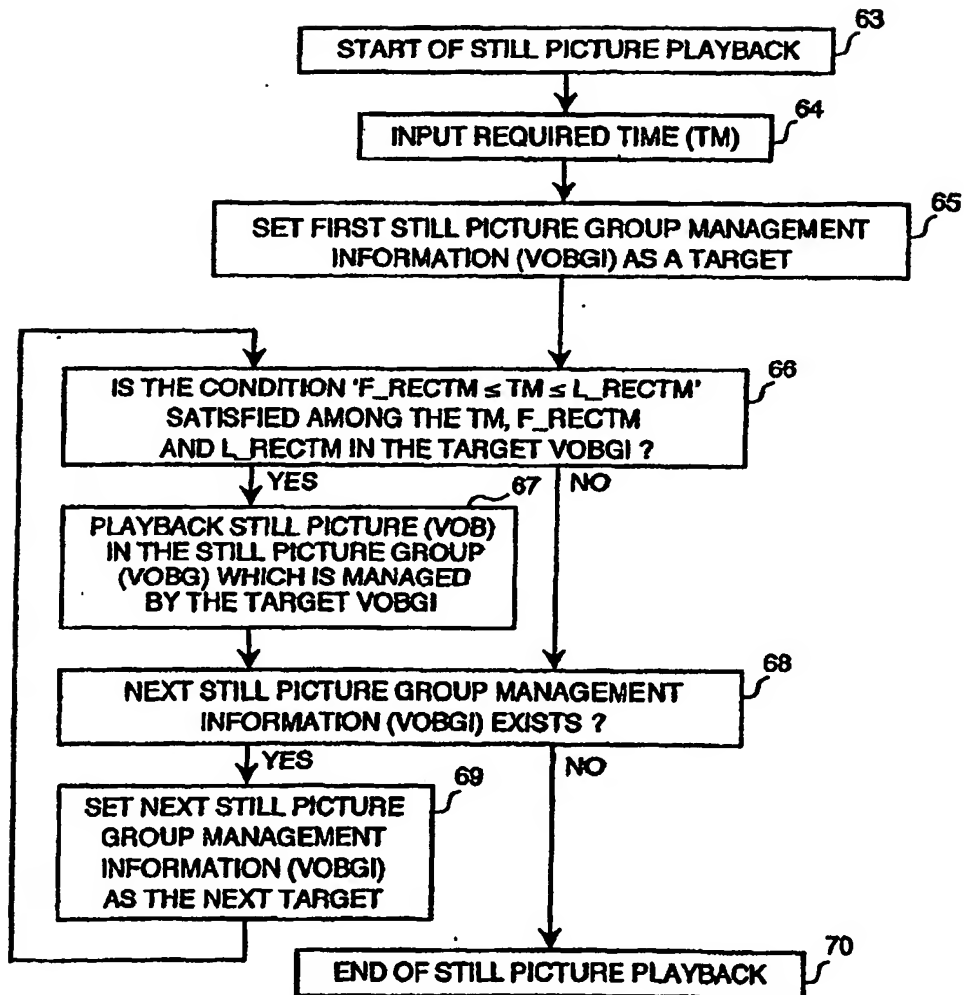 63
START OF STILL PICTURE PLAYBACK
64
INPUT REQUIRED TIME (TM)
65
SET FIRST STILL PICTURE GROUP MANAGEMENT
INFORMATION (VOBGI) AS A TARGET
66
IS THE CONDITION 'F_RECTM ≤ TM ≤ L_RECTM'
SATISFIED AMONG THE TM, F_RECTM
AND L_RECTM IN THE TARGET VOBGI ?
YES
67
NO
PLAYBACK STILL PICTURE (VOB)
IN THE STILL PICTURE GROUP
(VOBG) WHICH IS MANAGED
BY THE TARGET VOBGI
68
NEXT STILL PICTURE GROUP MANAGEMENT
INFORMATION (VOBGI) EXISTS ?
YES
69
NO
SET NEXT STILL PICTURE
GROUP MANAGEMENT
INFORMATION (VOBGI)
AS THE NEXT TARGET
70
END OF STILL PICTURE PLAYBACK